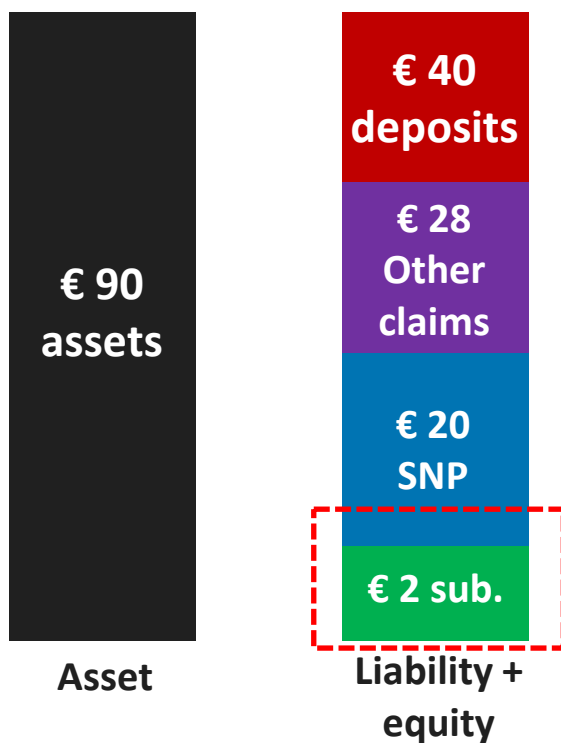 € 90
assets
€ 40
deposits
€ 28
Other
claims
€ 20
SNP
€ 2 sub.
Asset
Liability +
equity